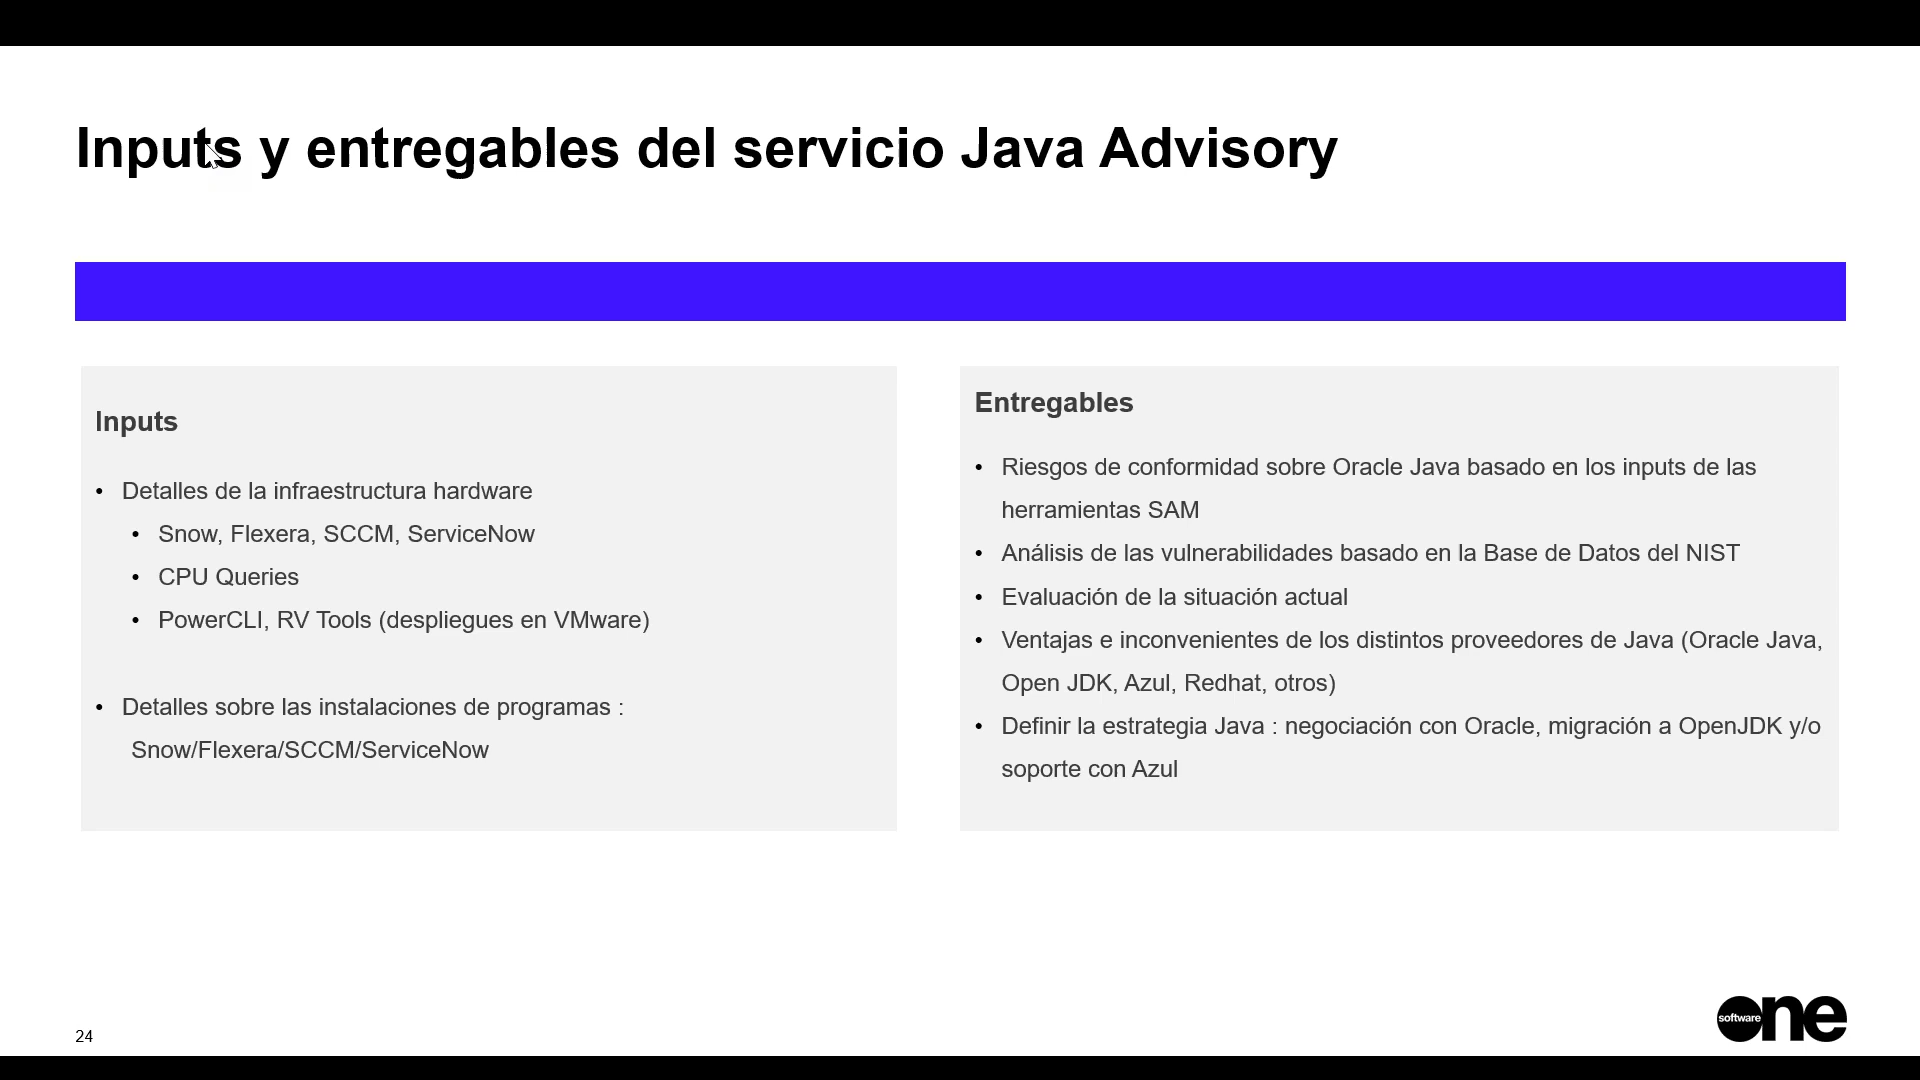 Inputs y entregables del servicio Java Advisory
Inputs
• Detalles de la infraestructura hardware
• Snow, Flexera, SCCM, ServiceNow
• CPU Queries
• PowerCLI, RV Tools (despliegues en VMware)
• Detalles sobre las instalaciones de programas :
Snow/Flexera/SCCM/ServiceNow
Entregables
• Riesgos de conformidad sobre Oracle Java basado en los inputs de las
herramientas SAM
• Análisis de las vulnerabilidades basado en la Base de Datos del NIST
• Evaluación de la situación actual
• Ventajas e inconvenientes de los distintos proveedores de Java (Oracle Java,
Open JDK, Azul, Redhat, otros)
• Definir la estrategia Java : negociación con Oracle, migración a OpenJDK y/o
soporte con Azul
24
software one